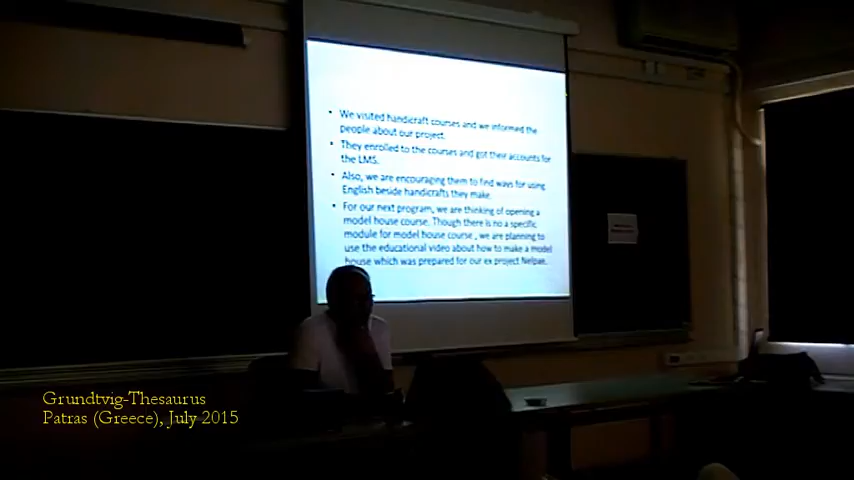 • We visited handicraft courses and we informed the
people about our project.
• They enrolled to the courses and got their accounts for
the LMS.
• Also, we are encouraging them to find ways for using
English beside handicrafts they make.
• For our next program, we are thinking of opening a
model house course. Though there is no a specific
module for model house course , we are planning to
use the educational video about how to make a model
house which was prepared for our ex project Nelpae.
Grundtvig-Thesaurus
Patras (Greece), July 2015